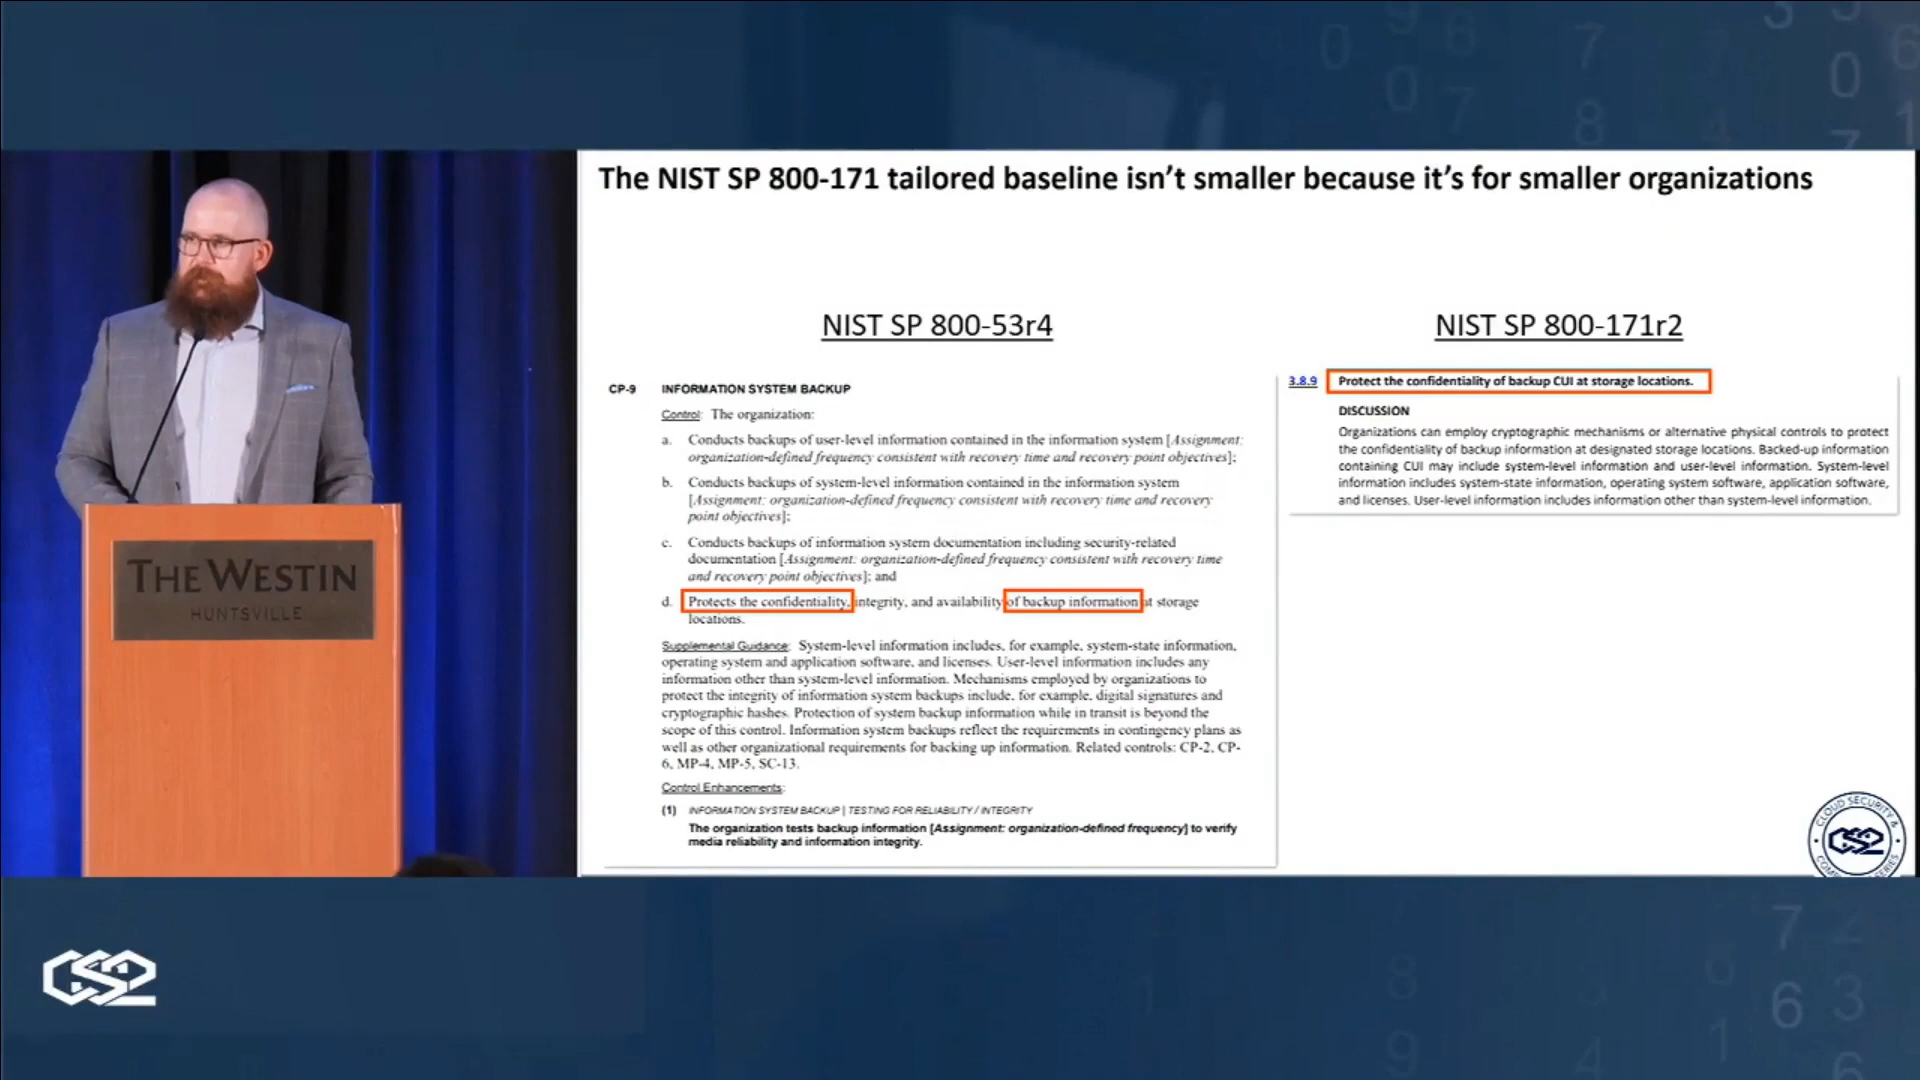 The NIST SP 800-171 tailored baseline isn't smaller because it's for smaller organizations
NIST SP 800-53r4
CP-9 INFORMATION SYSTEM BACKUP
Control: The organization:
a. Conducts backups of user-level information contained in the information system [Assignment:
organization-defined frequency consistent with recovery time and recovery point objectives];
b. Conducts backups of system-level information contained in the information system
[Assignment: organization-defined frequency consistent with recovery time and recovery
point objectives];
c. Conducts backups of information system documentation including security-related
documentation [Assignment: organization-defined frequency consistent with recovery time
and recovery point objectives]; and
d. Protects the confidentiality, integrity, and availability of backup information at storage
locations.
Supplemental Guidance: System-level information includes, for example, system-state information,
operating system and application software, and licenses. User-level information includes any
information other than system-level information. Mechanisms employed by organizations to
protect the integrity of information system backups include, for example, digital signatures and
cryptographic hashes. Protection of system backup information while in transit is beyond the
scope of this control. Information system backups reflect the requirements in contingency plans as
well as other organizational requirements for backing up information. Related controls: CP-2, CP-
6, MP-4, MP-5, SC-13.
Control Enhancements:
(1) INFORMATION SYSTEM BACKUP | TESTING FOR RELIABILITY / INTEGRITY
The organization tests backup information [Assignment: organization-defined frequency] to verify
media reliability and information integrity.
NIST SP 800-171r2
3.8.9 Protect the confidentiality of backup CUI at storage locations.
DISCUSSION
Organizations can employ cryptographic mechanisms or alternative physical controls to protect
the confidentiality of backup information at designated storage locations. Backed-up information
containing CUI may include system-level information and user-level information. System-level
information includes system-state information, operating system software, application software,
and licenses. User-level information includes information other than system-level information.
THE WESTIN
HUNTSVILLE
CLOUD SECURITY &
CS2
CS2